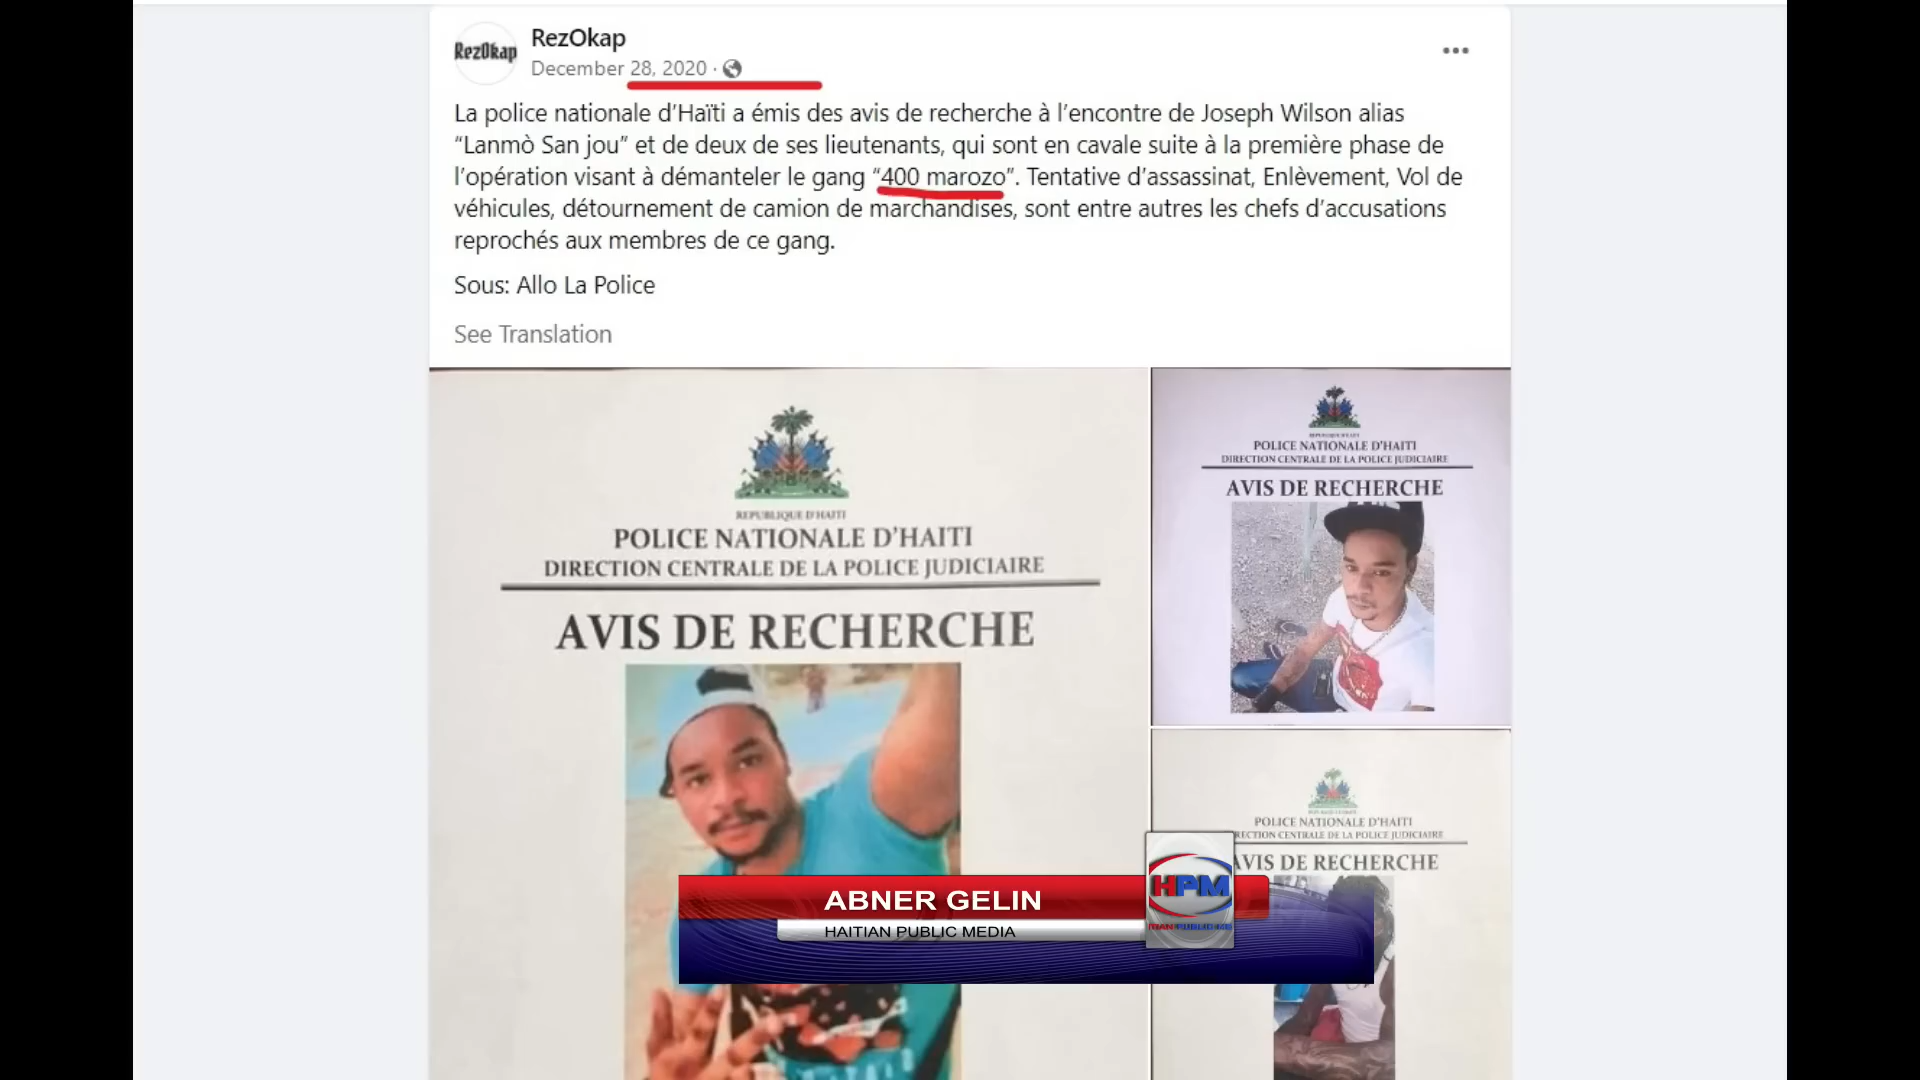 RezOkap
RezOkap
December 28, 2020 ·
La police nationale d’Haïti a émis des avis de recherche à l’encontre de Joseph Wilson alias
“Lanmò San jou” et de deux de ses lieutenants, qui sont en cavale suite à la première phase de
l’opération visant à démanteler le gang “400 marozo”. Tentative d’assassinat, Enlèvement, Vol de
véhicules, détournement de camion de marchandises, sont entre autres les chefs d’accusations
reprochés aux membres de ce gang.
Sous: Allo La Police
See Translation
REPUBLIQUE D'HAITI
POLICE NATIONALE D'HAITI
DIRECTION CENTRALE DE LA POLICE JUDICIAIRE
AVIS DE RECHERCHE
POLICE NATIONALE D'HAITI
DIRECTION CENTRALE DE LA POLICE JUDICIAIRE
AVIS DE RECHERCHE
POLICE NATIONALE D'HAITI
CENTRALE DE LA POLICE JUDICIAIRE
AVIS DE RECHERCHE
ABNER GELIN
HAITIAN PUBLIC MEDIA
HPM